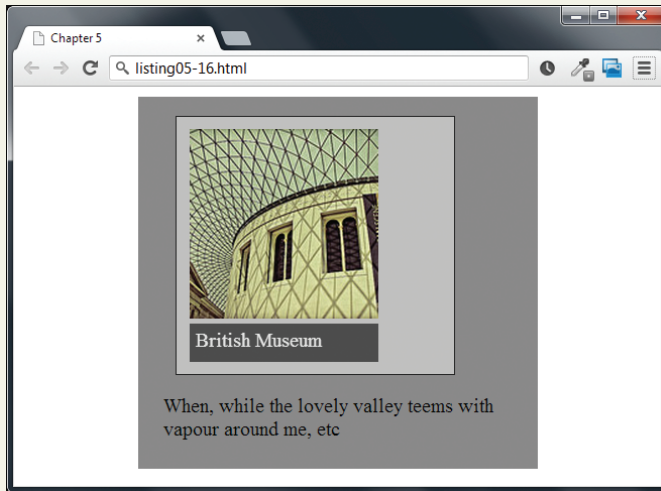 Chapter 5
listing05-16.html
British Museum
When, while the lovely valley teems with
vapour around me, etc